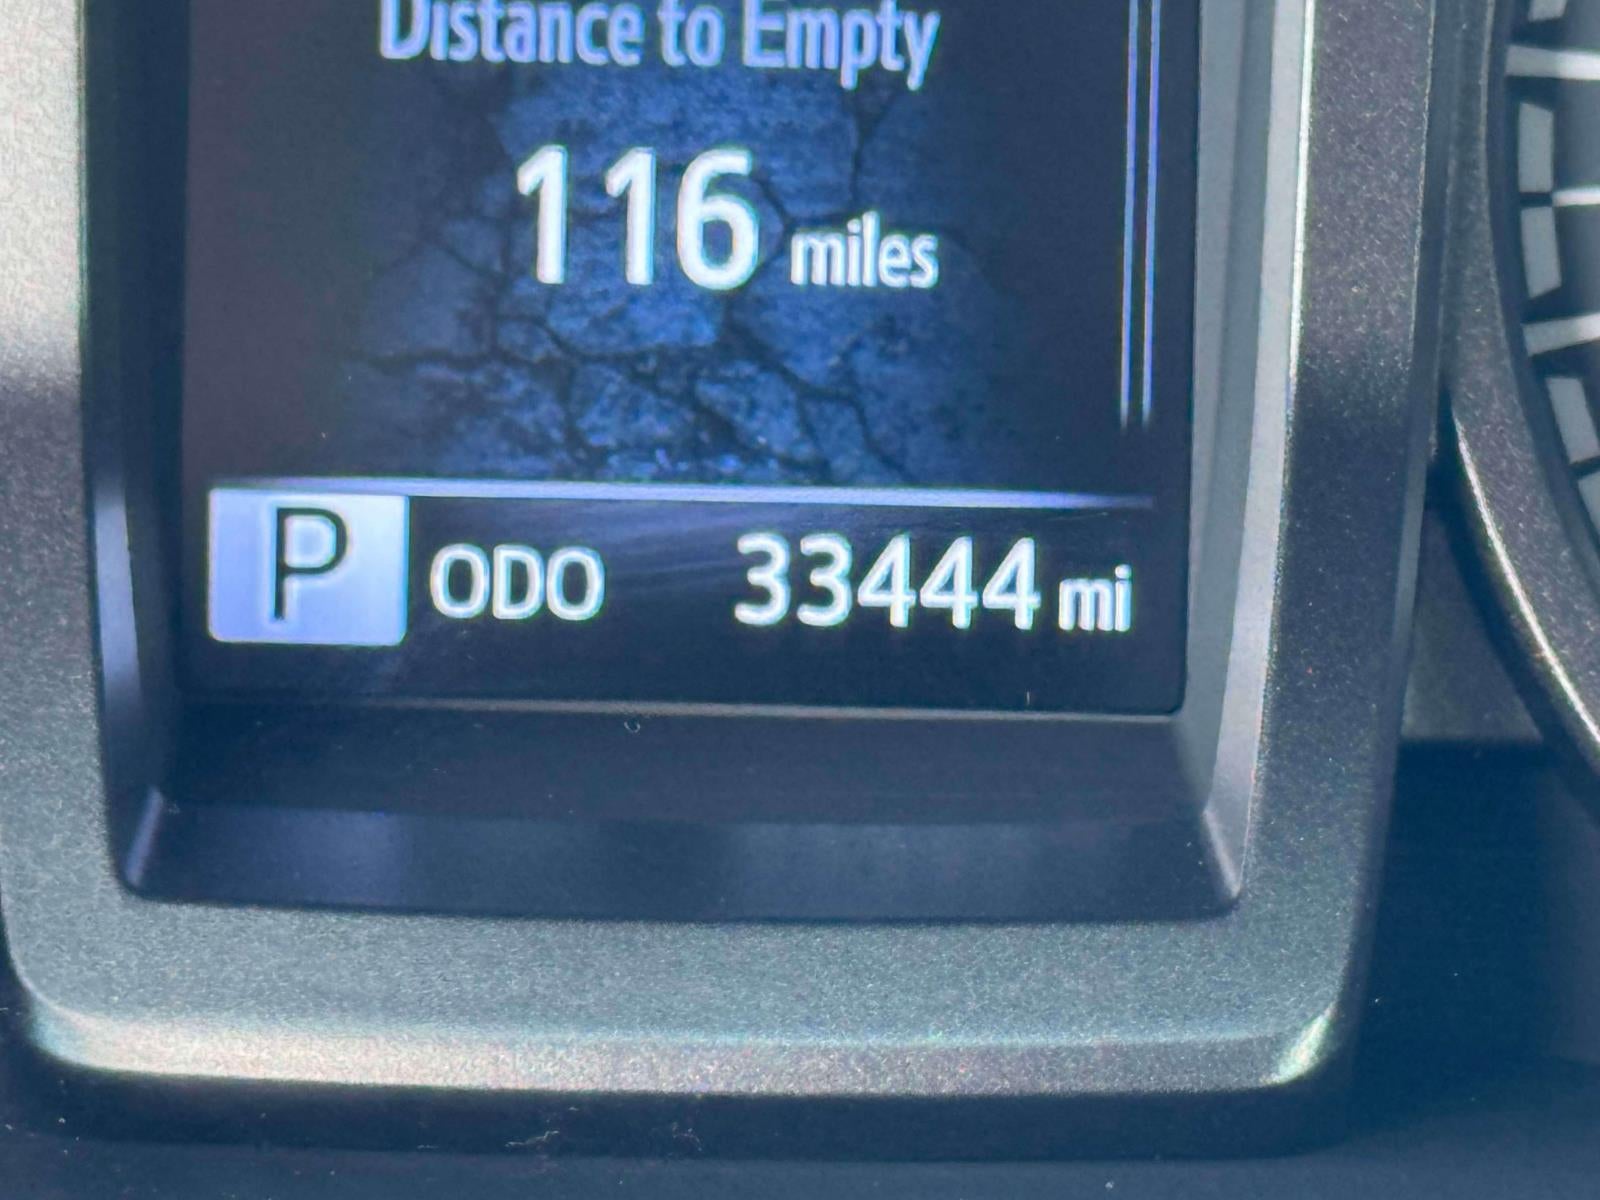 Distance to Empty
116 miles
P ODO 33444 mi